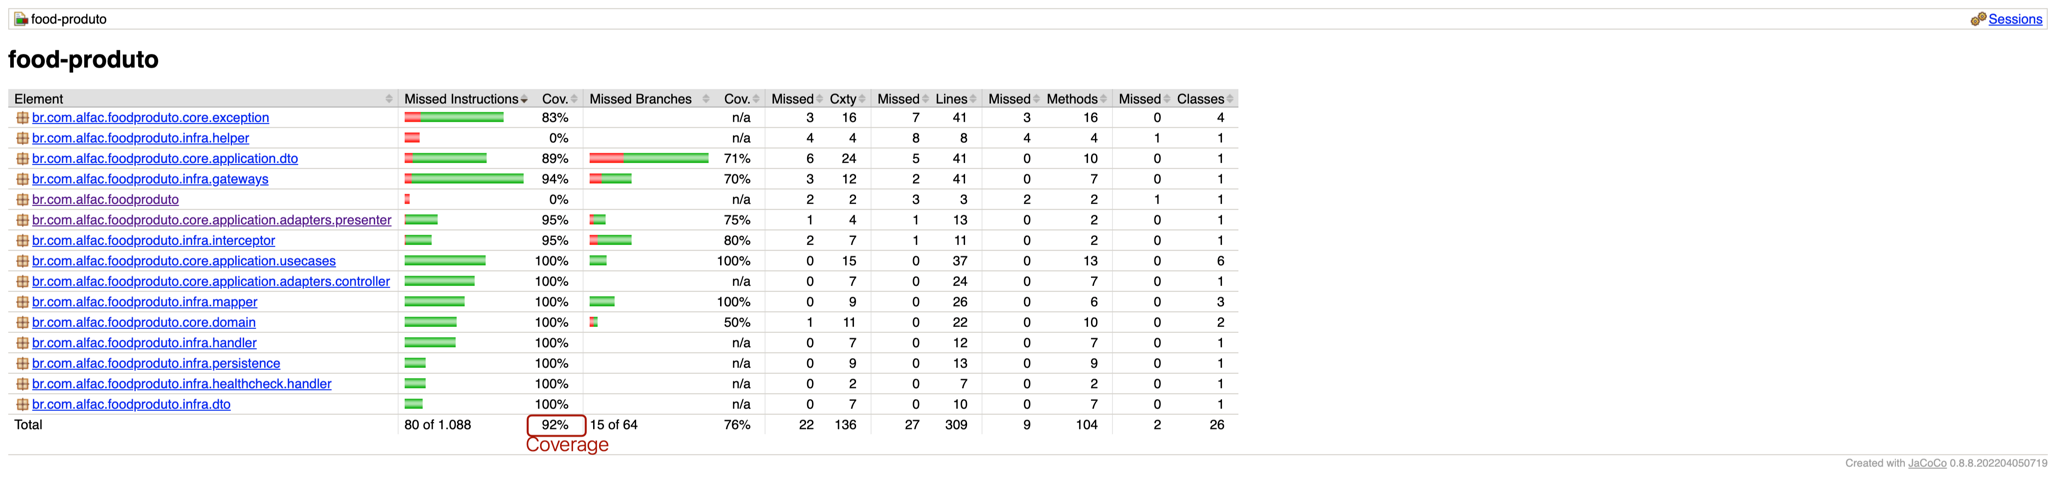 food-produto Sessions
food-produto
Element Missed Instructions Cov. Missed Branches Cov. Missed Cxty Missed Lines Missed Methods Missed Classes
br.com.alfac.foodproduto.core.exception 83% n/a 3 16 7 41 3 16 0 4
br.com.alfac.foodproduto.infra.helper 0% n/a 4 4 8 8 4 4 1 1
br.com.alfac.foodproduto.core.application.dto 89% 71% 6 24 5 41 0 10 0 1
br.com.alfac.foodproduto.infra.gateways 94% 70% 3 12 2 41 0 7 0 1
br.com.alfac.foodproduto 0% n/a 2 2 3 3 2 2 1 1
br.com.alfac.foodproduto.core.application.adapters.presenter 95% 75% 1 4 1 13 0 2 0 1
br.com.alfac.foodproduto.infra.interceptor 95% 80% 2 7 1 11 0 2 0 1
br.com.alfac.foodproduto.core.application.usecases 100% 100% 0 15 0 37 0 13 0 6
br.com.alfac.foodproduto.core.application.adapters.controller 100% n/a 0 7 0 24 0 7 0 1
br.com.alfac.foodproduto.infra.mapper 100% 100% 0 9 0 26 0 6 0 3
br.com.alfac.foodproduto.core.domain 100% 50% 1 11 0 22 0 10 0 2
br.com.alfac.foodproduto.infra.handler 100% n/a 0 7 0 12 0 7 0 1
br.com.alfac.foodproduto.infra.persistence 100% n/a 0 9 0 13 0 9 0 1
br.com.alfac.foodproduto.infra.healthcheck.handler 100% n/a 0 2 0 7 0 2 0 1
br.com.alfac.foodproduto.infra.dto 100% n/a 0 7 0 10 0 7 0 1
Total 80 of 1.088 92% 15 of 64 76% 22 136 27 309 9 104 2 26
Coverage
Created with JaCoCo 0.8.8.202204050719